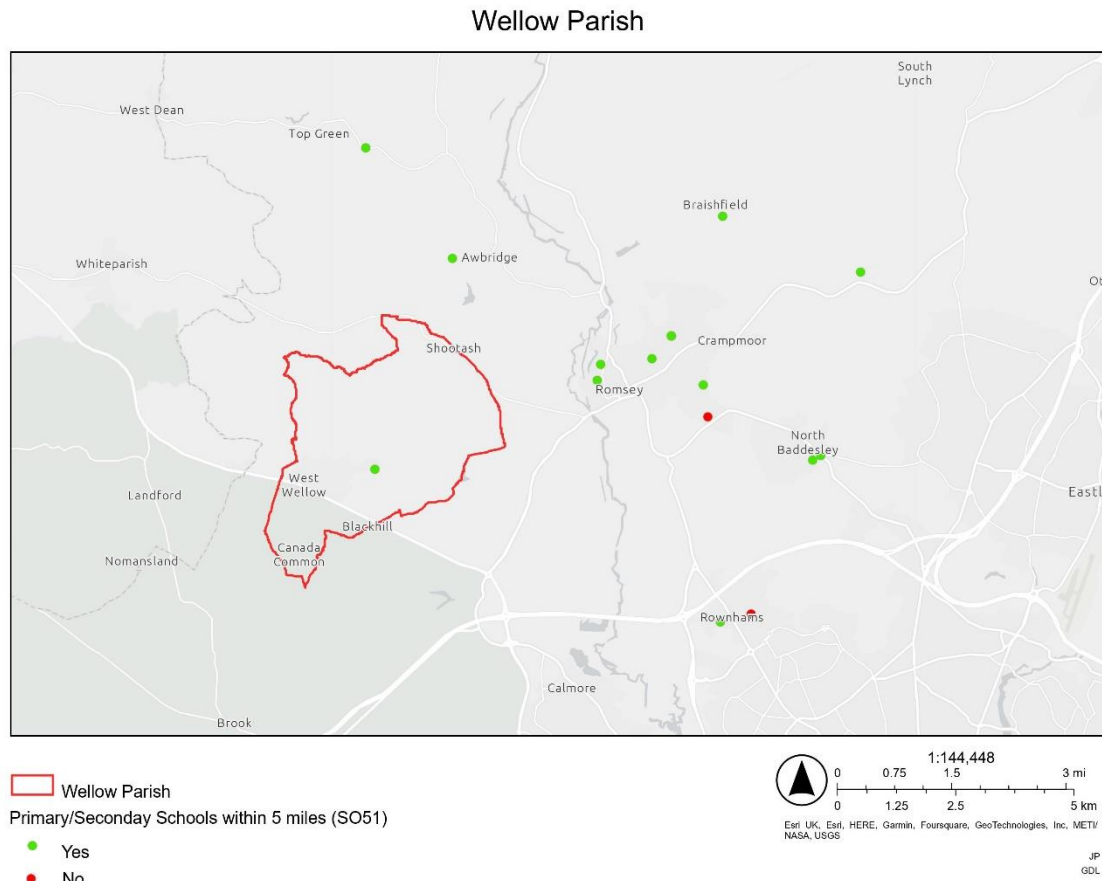 Wellow Parish
South
Lynch
West Dean
Top Green
Braishfield
Awbridge
Whiteparish
Ot
Shootash
Crampmoor
Romsey
North
Baddesley
West
Wellow
Landford
Eastl
Blackhill
Canada
Common
Nomansland
Rownhams
Calmore
Brook
1:144,448
0 0.75 1.5 3 mi
0 1.25 2.5 5 km
Esri UK, Esri, HERE, Garmin, Foursquare, GeoTechnologies, Inc, METI/
NASA, USGS
JP
GDL
Wellow Parish
Primary/Seconday Schools within 5 miles (SO51)
Yes
No